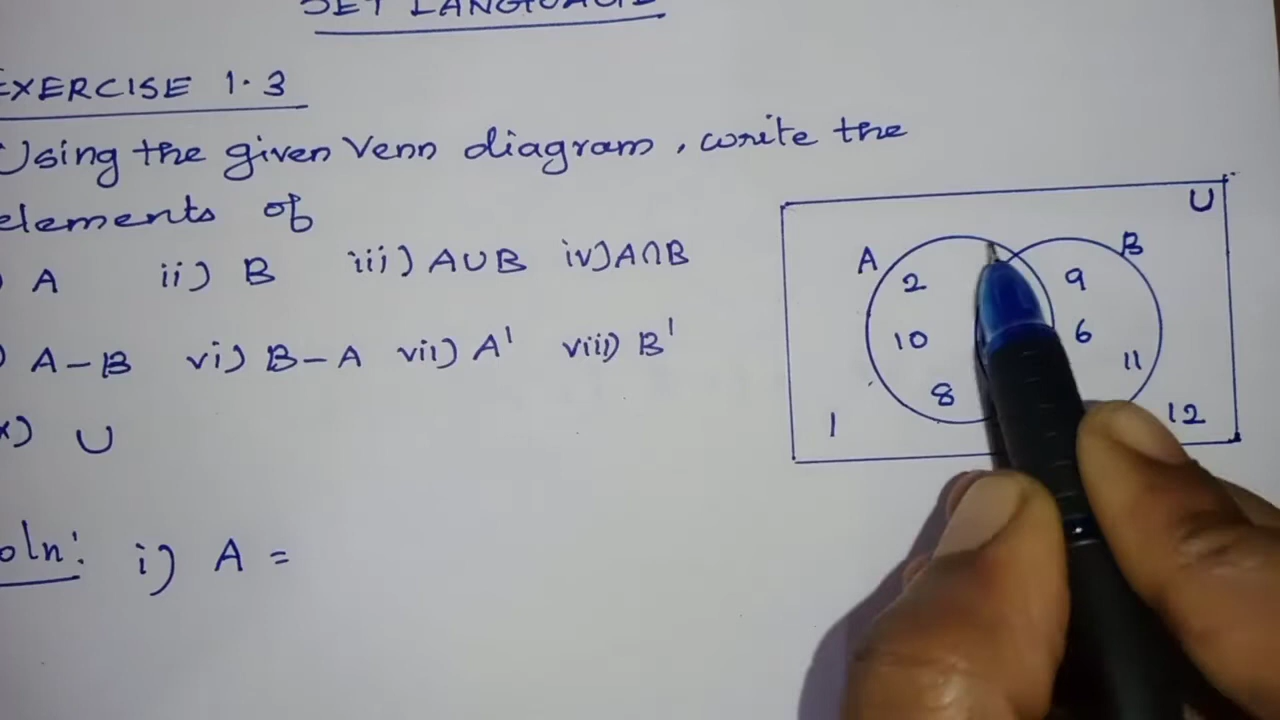 SET LANGUAGE
EXERCISE 1.3
Using the given Venn diagram, write the
elements of
) A ii) B iii) A∪B iv) A∩B
) A-B vi) B-A vii) A' viii) B'
x) U
oln: i) A =
U
A B
2 9
10 6
11
8
1 12